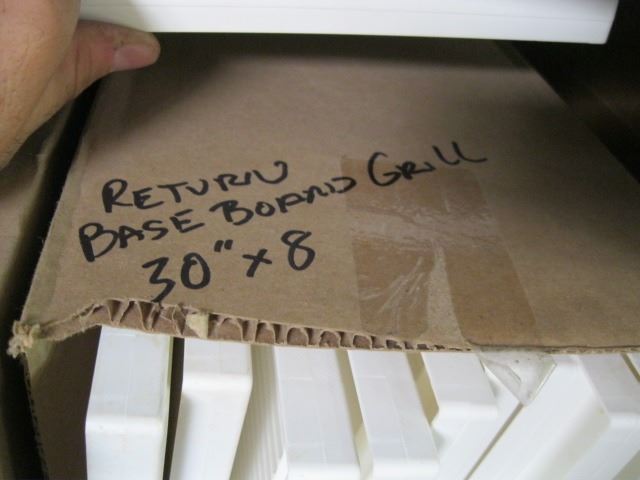 RETURN
BASE BOARD GRILL
30" x 8